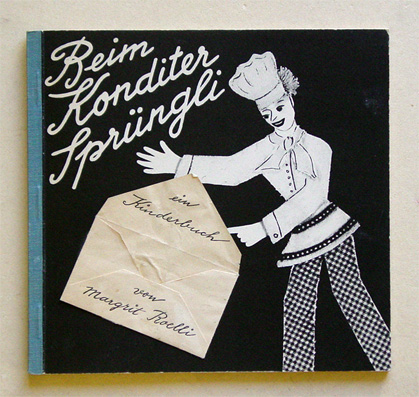 Beim
Konditer
Sprüngli
ein
Kinderbuch
von
Margrit Roelli